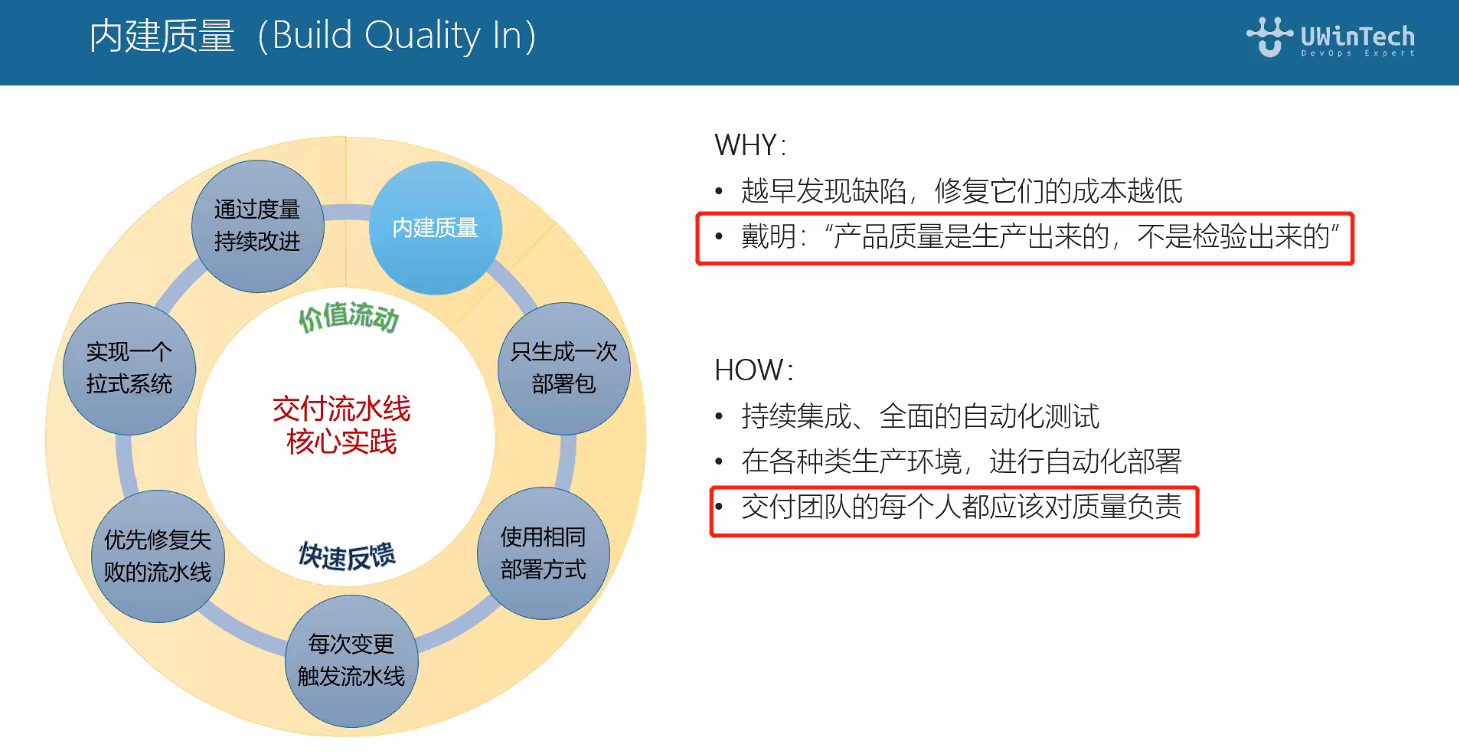 内建质量（Build Quality In）
UWinTech
DevOps Expert
通过度量
持续改进
内建质量
实现一个
拉式系统
价值流动
只生成一次
部署包
交付流水线
核心实践
优先修复失
败的流水线
快速反馈
使用相同
部署方式
每次变更
触发流水线
WHY：
• 越早发现缺陷，修复它们的成本越低
• 戴明：“产品质量是生产出来的，不是检验出来的”
HOW：
• 持续集成、全面的自动化测试
• 在各种类生产环境，进行自动化部署
• 交付团队的每个人都应该对质量负责